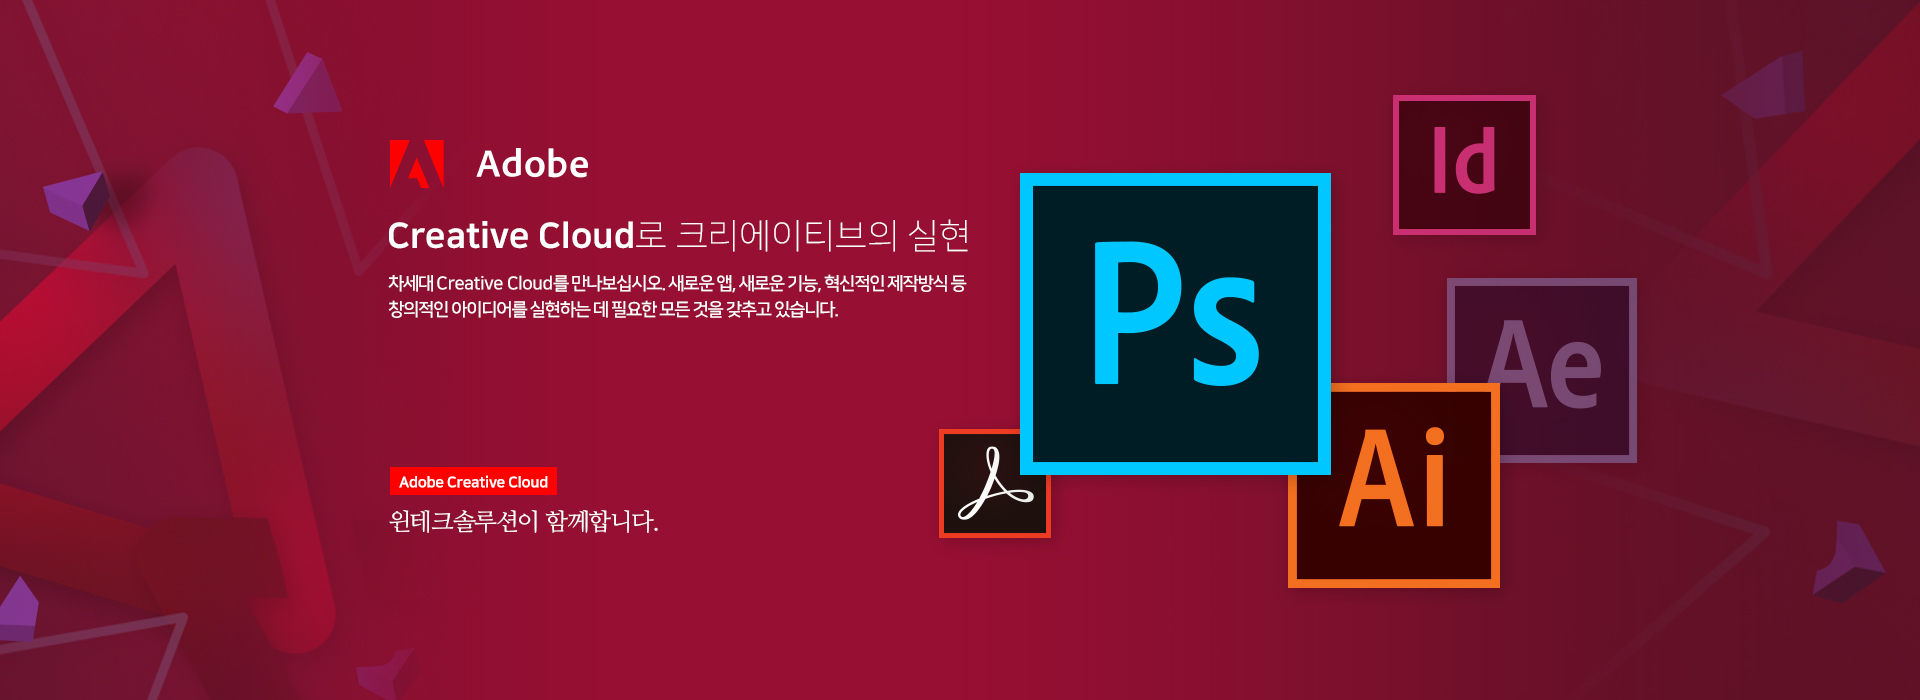 Adobe
Creative Cloud로 크리에이티브의 실현
차세대 Creative Cloud를 만나보십시오. 새로운 앱, 새로운 기능, 혁신적인 제작방식 등
창의적인 아이디어를 실현하는 데 필요한 모든 것을 갖추고 있습니다.
Adobe Creative Cloud
윈테크솔루션이 함께합니다.
Id
Ps
Ae
Ai